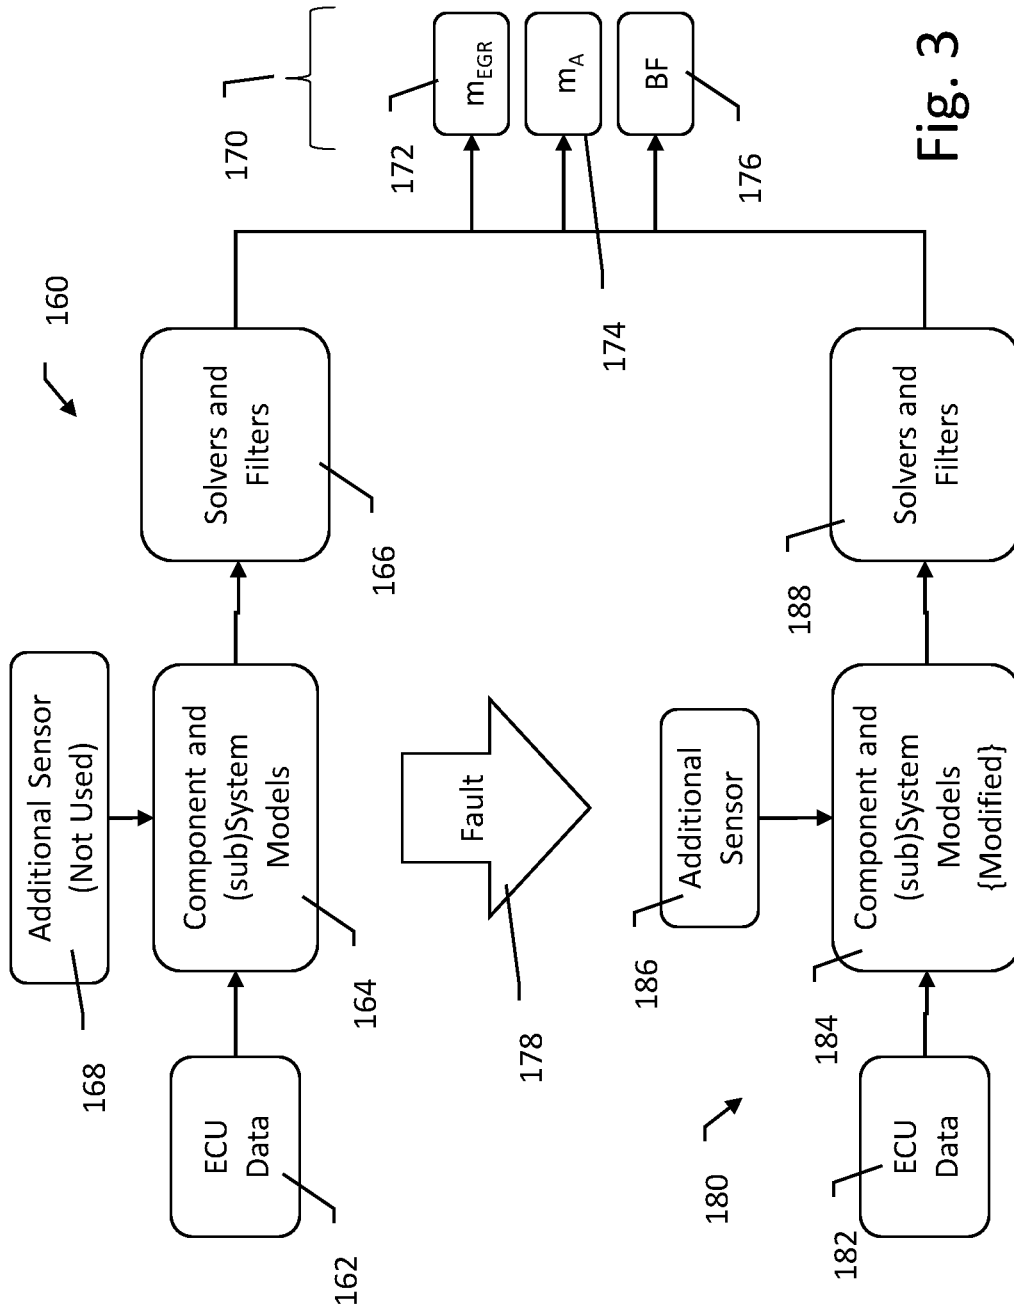 160
170
168
Additional Sensor
(Not Used)
162
ECU
Data
164
Component and
(sub)System
Models
166
Solvers and
Filters
172
m_EGR
174
m_A
176
BF
178
Fault
180
186
Additional
Sensor
182
ECU
Data
184
Component and
(sub)System
Models
{Modified}
188
Solvers and
Filters
Fig. 3